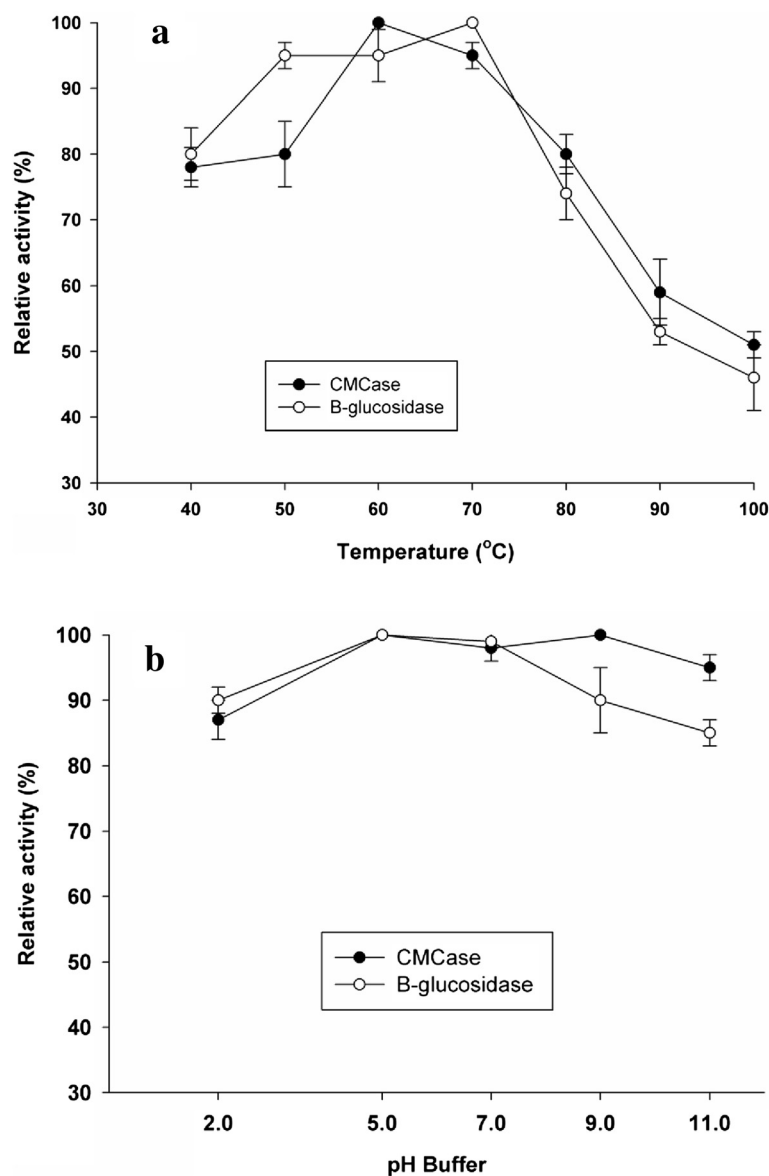 a
100
90
80
70
60
50
40
30
Relative activity (%)
CMCase
B-glucosidase
30 40 50 60 70 80 90 100
Temperature (°C)
b
100
90
80
70
60
50
40
30
Relative activity (%)
CMCase
B-glucosidase
2.0 5.0 7.0 9.0 11.0
pH Buffer